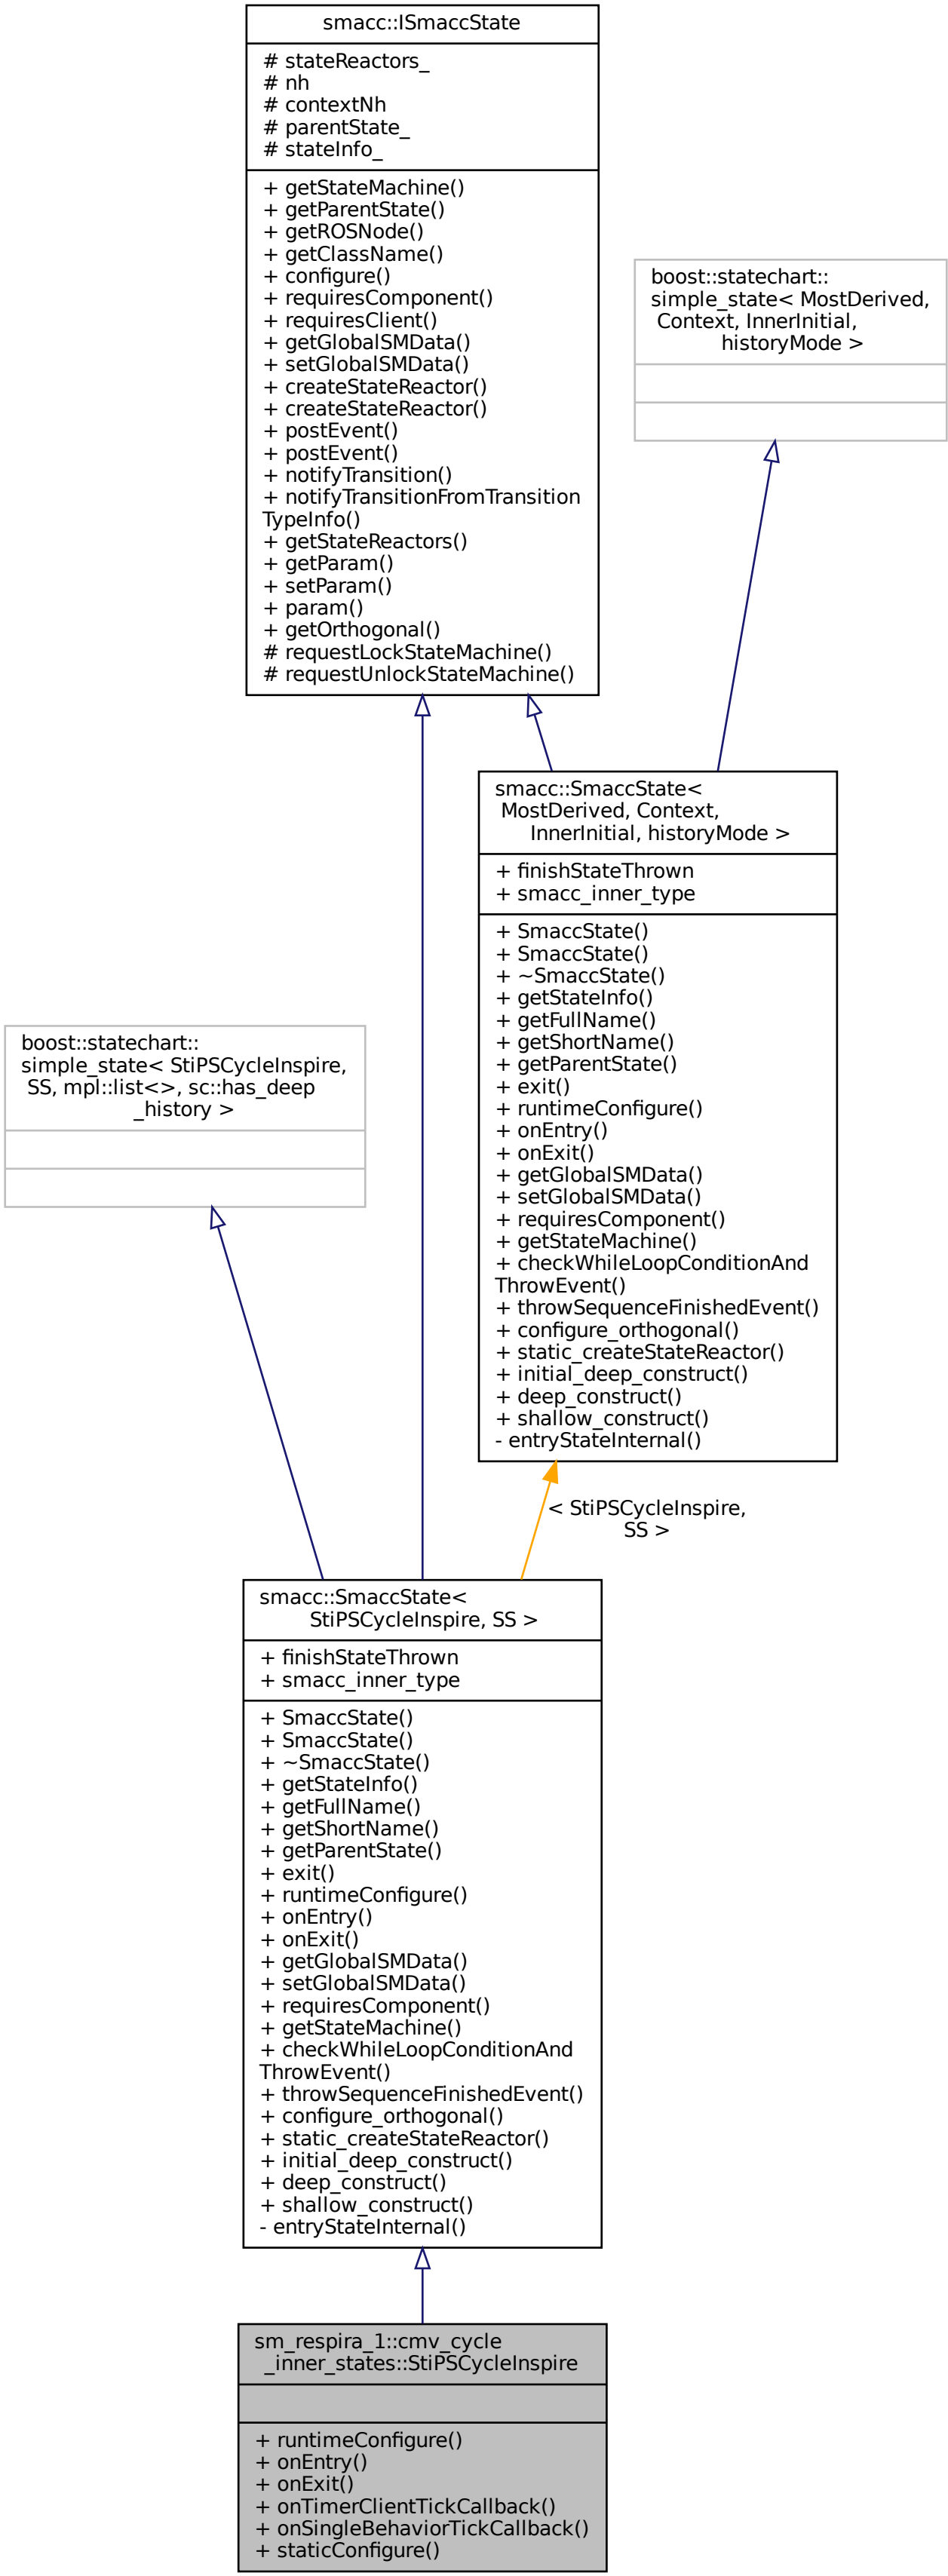 smacc::ISmaccState
# stateReactors_
# nh
# contextNh
# parentState_
# stateInfo_
+ getStateMachine()
+ getParentState()
+ getROSNode()
+ getClassName()
+ configure()
+ requiresComponent()
+ requiresClient()
+ getGlobalSMData()
+ setGlobalSMData()
+ createStateReactor()
+ createStateReactor()
+ postEvent()
+ postEvent()
+ notifyTransition()
+ notifyTransitionFromTransition
TypeInfo()
+ getStateReactors()
+ getParam()
+ setParam()
+ param()
+ getOrthogonal()
# requestLockStateMachine()
# requestUnlockStateMachine()
boost::statechart::
simple_state< MostDerived,
Context, InnerInitial,
historyMode >
smacc::SmaccState<
MostDerived, Context,
InnerInitial, historyMode >
+ finishStateThrown
+ smacc_inner_type
+ SmaccState()
+ SmaccState()
+ ~SmaccState()
+ getStateInfo()
+ getFullName()
+ getShortName()
+ getParentState()
+ exit()
+ runtimeConfigure()
+ onEntry()
+ onExit()
+ getGlobalSMData()
+ setGlobalSMData()
+ requiresComponent()
+ getStateMachine()
+ checkWhileLoopConditionAnd
ThrowEvent()
+ throwSequenceFinishedEvent()
+ configure_orthogonal()
+ static_createStateReactor()
+ initial_deep_construct()
+ deep_construct()
+ shallow_construct()
- entryStateInternal()
boost::statechart::
simple_state< StiPSCycleInspire,
SS, mpl::list<>, sc::has_deep
_history >
< StiPSCycleInspire,
SS >
smacc::SmaccState<
StiPSCycleInspire, SS >
+ finishStateThrown
+ smacc_inner_type
+ SmaccState()
+ SmaccState()
+ ~SmaccState()
+ getStateInfo()
+ getFullName()
+ getShortName()
+ getParentState()
+ exit()
+ runtimeConfigure()
+ onEntry()
+ onExit()
+ getGlobalSMData()
+ setGlobalSMData()
+ requiresComponent()
+ getStateMachine()
+ checkWhileLoopConditionAnd
ThrowEvent()
+ throwSequenceFinishedEvent()
+ configure_orthogonal()
+ static_createStateReactor()
+ initial_deep_construct()
+ deep_construct()
+ shallow_construct()
- entryStateInternal()
sm_respira_1::cmv_cycle
_inner_states::StiPSCycleInspire
+ runtimeConfigure()
+ onEntry()
+ onExit()
+ onTimerClientTickCallback()
+ onSingleBehaviorTickCallback()
+ staticConfigure()